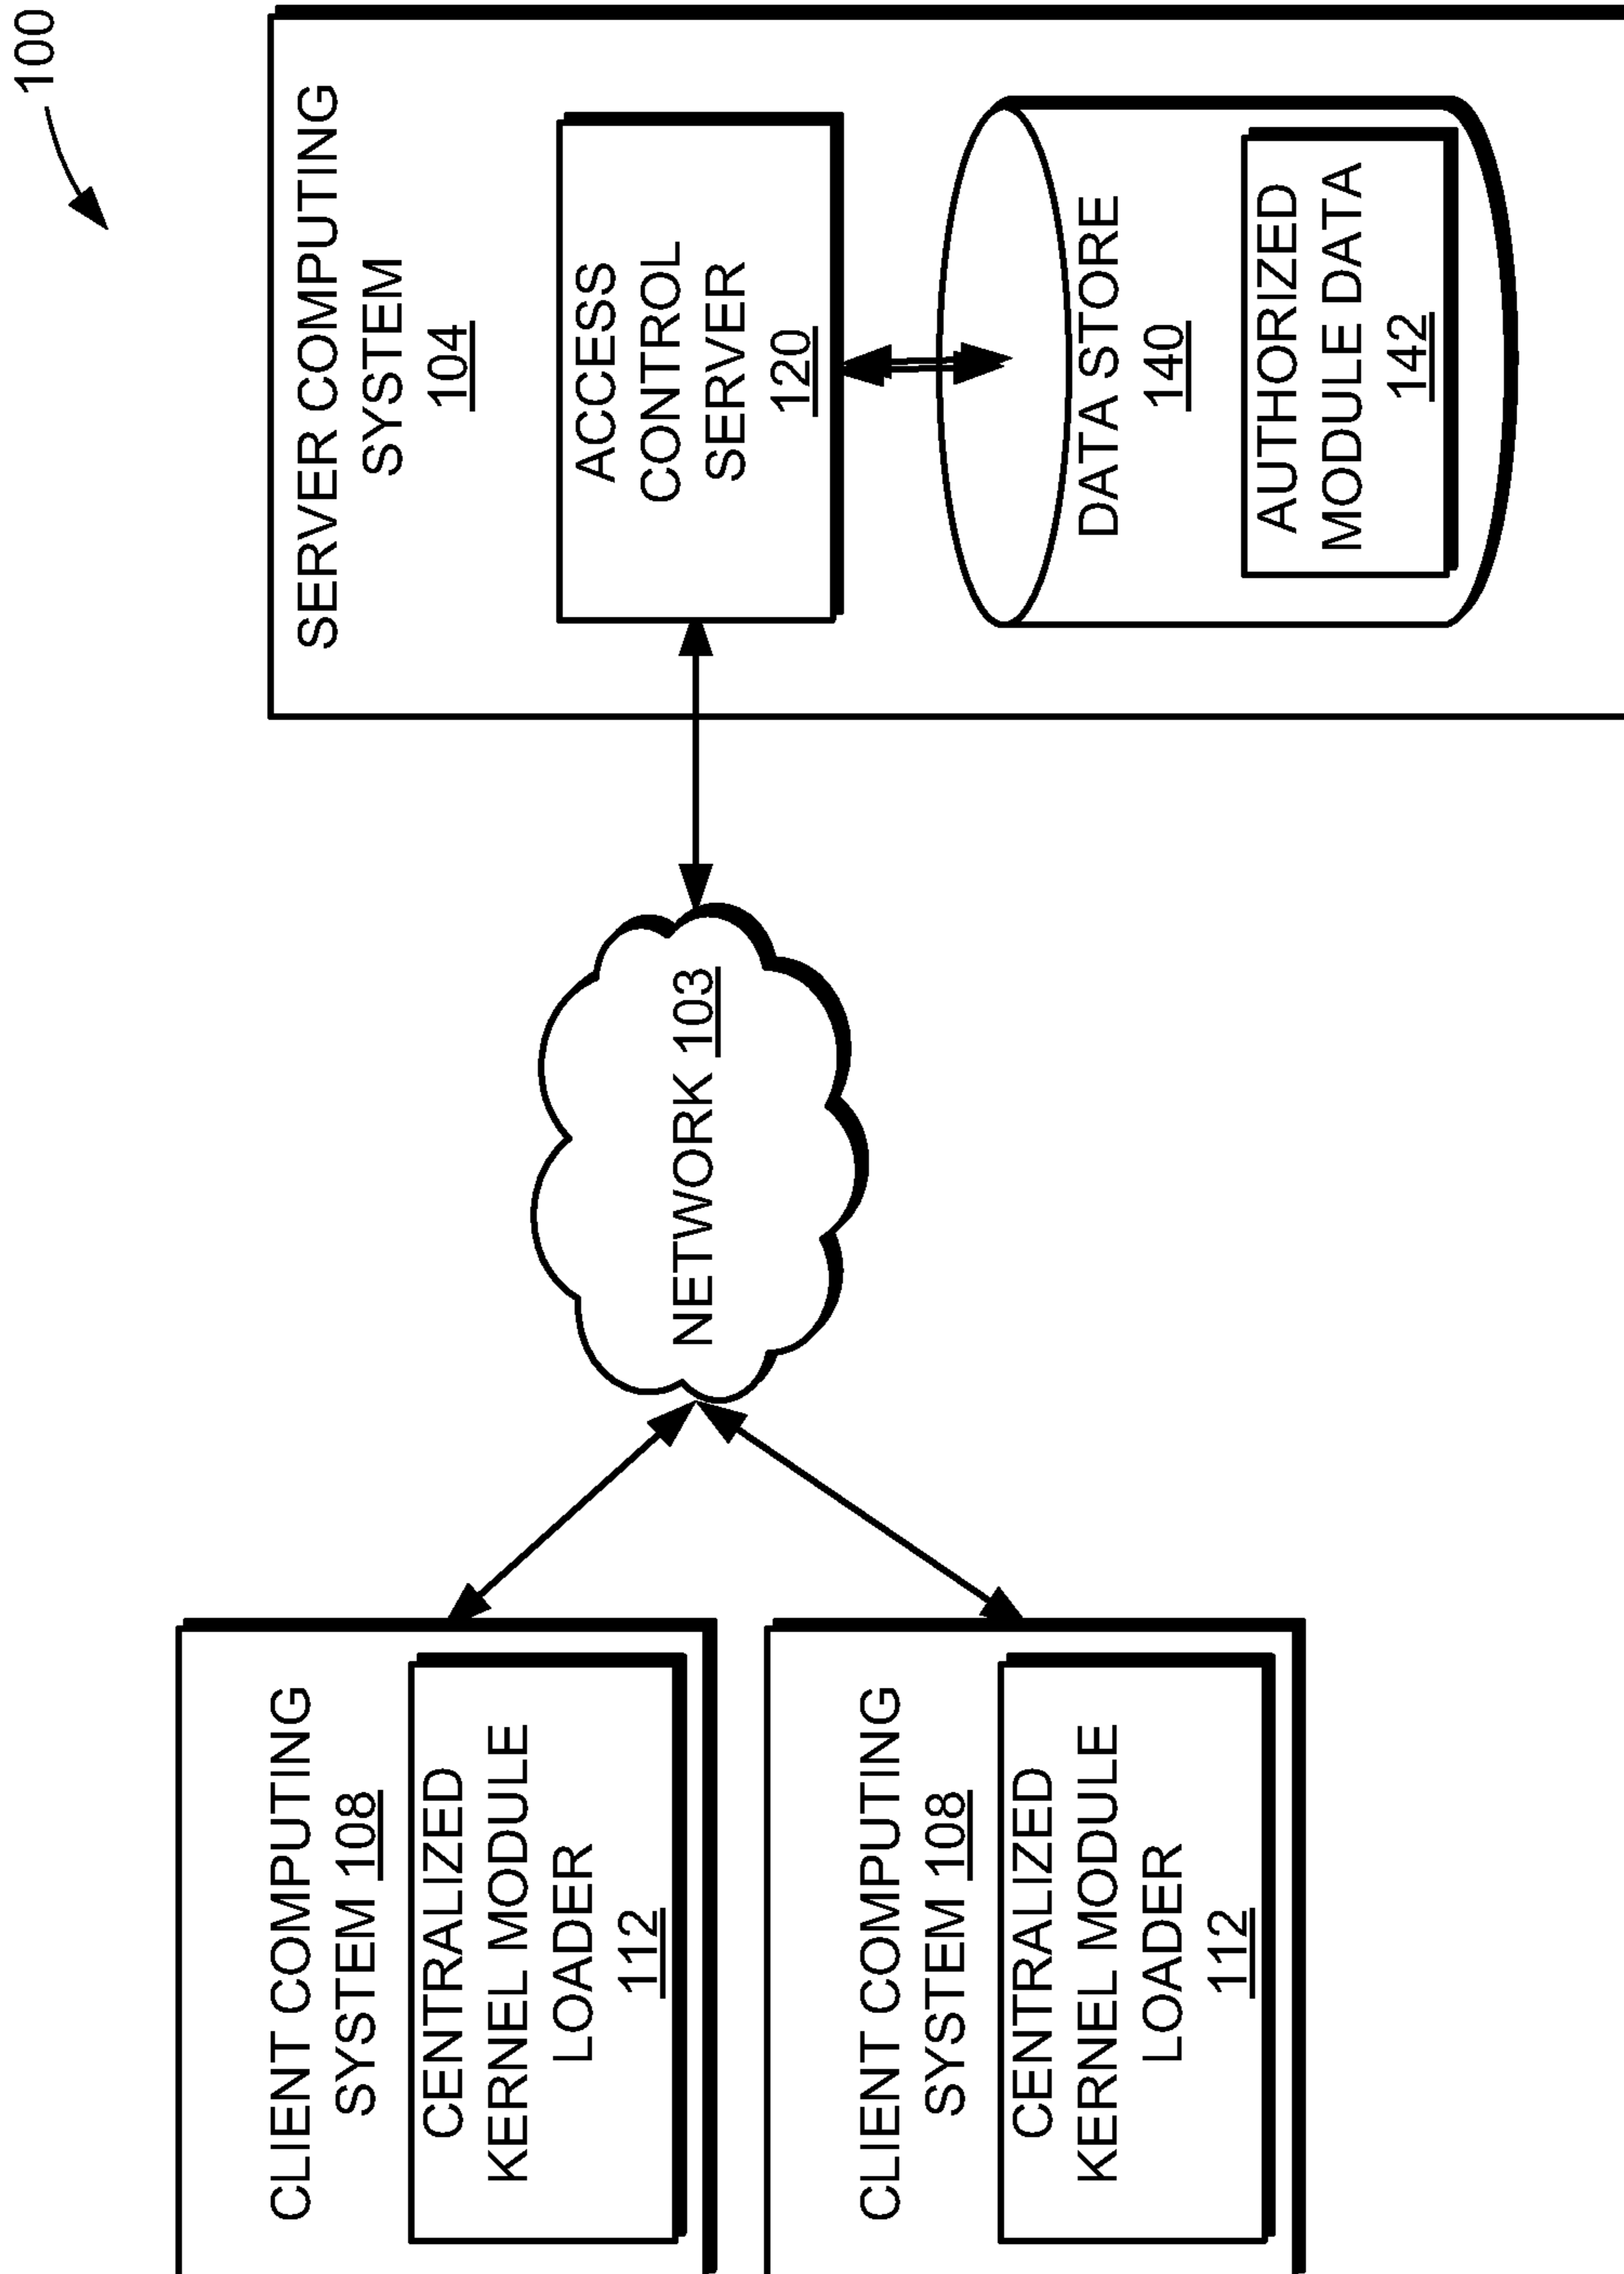 100
CLIENT COMPUTING
SYSTEM 108
CENTRALIZED
KERNEL MODULE
LOADER
112
CLIENT COMPUTING
SYSTEM 108
CENTRALIZED
KERNEL MODULE
LOADER
112
NETWORK 103
SERVER COMPUTING
SYSTEM
104
ACCESS
CONTROL
SERVER
120
DATA STORE
140
AUTHORIZED
MODULE DATA
142